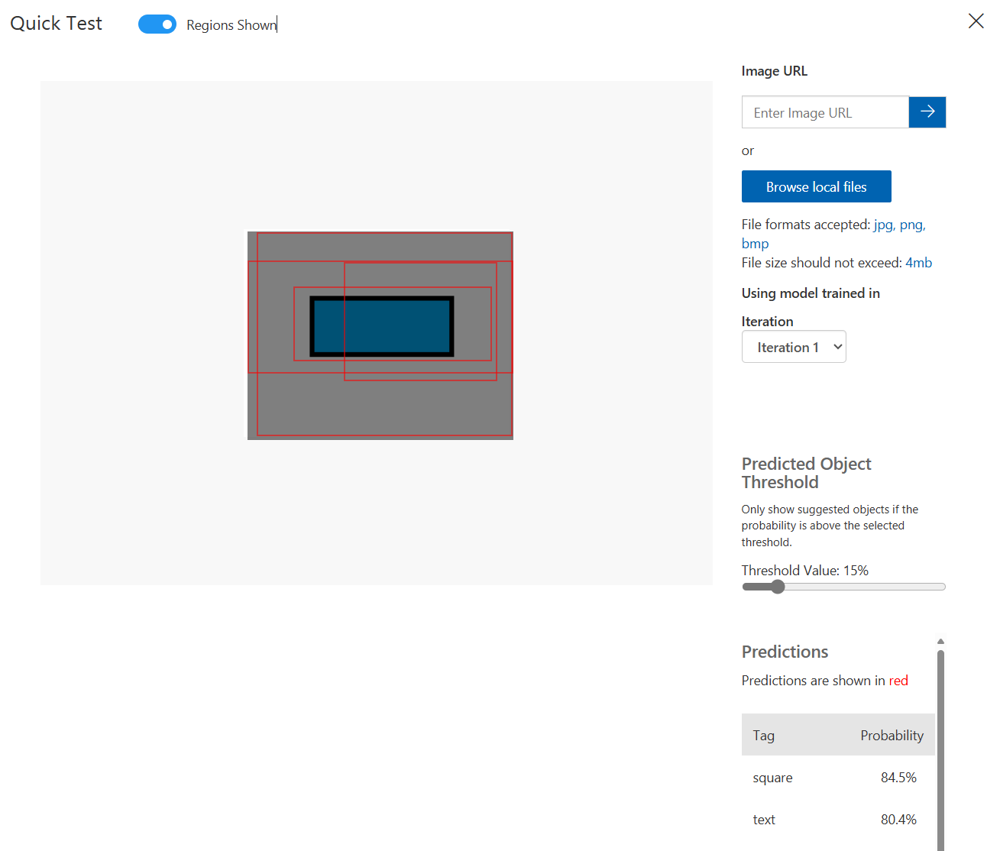 Quick Test
Regions Shown
Image URL
Enter Image URL
or
Browse local files
File formats accepted: jpg, png,
bmp
File size should not exceed: 4mb
Using model trained in
Iteration
Iteration 1
Predicted Object
Threshold
Only show suggested objects if the
probability is above the selected
threshold.
Threshold Value: 15%
Predictions
Predictions are shown in red
Tag Probability
square 84.5%
text 80.4%